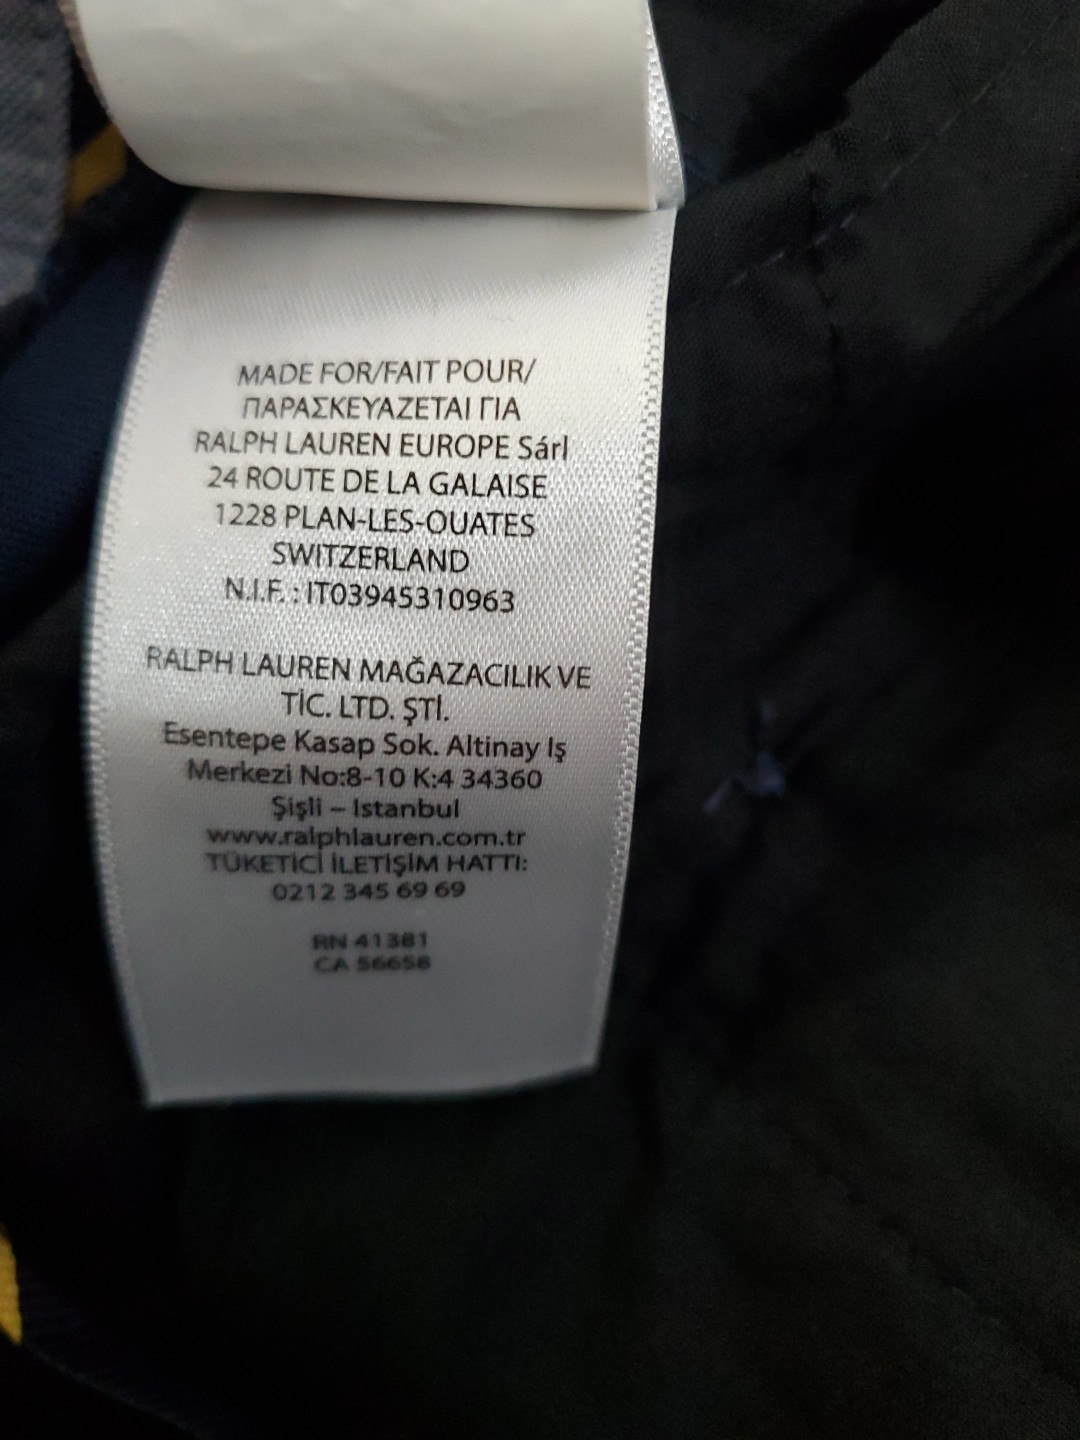 MADE FOR/FAIT POUR/
ΠΑΡΑΣΚΕΥΑΖΕΤΑΙ ΓΙΑ
RALPH LAUREN EUROPE Sárl
24 ROUTE DE LA GALAISE
1228 PLAN-LES-OUATES
SWITZERLAND
N.I.F. : IT03945310963
RALPH LAUREN MAĞAZACILIK VE
TİC. LTD. ŞTİ.
Esentepe Kasap Sok. Altinay Iş
Merkezi No:8-10 K:4 34360
Şişli – Istanbul
www.ralphlauren.com.tr
TÜKETİCİ İLETİŞİM HATTI:
0212 345 69 69
RN 41381
CA 56658